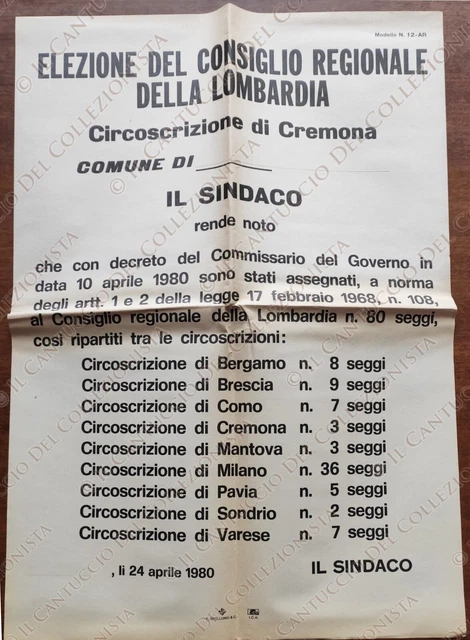 Modello N. 12-AR
ELEZIONE DEL CONSIGLIO REGIONALE
DELLA LOMBARDIA
Circoscrizione di Cremona
COMUNE DI
IL SINDACO
rende noto
che con decreto del Commissario del Governo in
data 10 aprile 1980 sono stati assegnati, a norma
degli artt. 1 e 2 della legge 17 febbraio 1968, n. 108,
al Consiglio regionale della Lombardia n. 80 seggi,
così ripartiti tra le circoscrizioni:
Circoscrizione di Bergamo n. 8 seggi
Circoscrizione di Brescia n. 9 seggi
Circoscrizione di Como n. 7 seggi
Circoscrizione di Cremona n. 3 seggi
Circoscrizione di Mantova n. 3 seggi
Circoscrizione di Milano n. 36 seggi
Circoscrizione di Pavia n. 5 seggi
Circoscrizione di Sondrio n. 2 seggi
Circoscrizione di Varese n. 7 seggi
, li 24 aprile 1980
IL SINDACO
© IL CANTUCCIO DEL COLLEZIONISTA